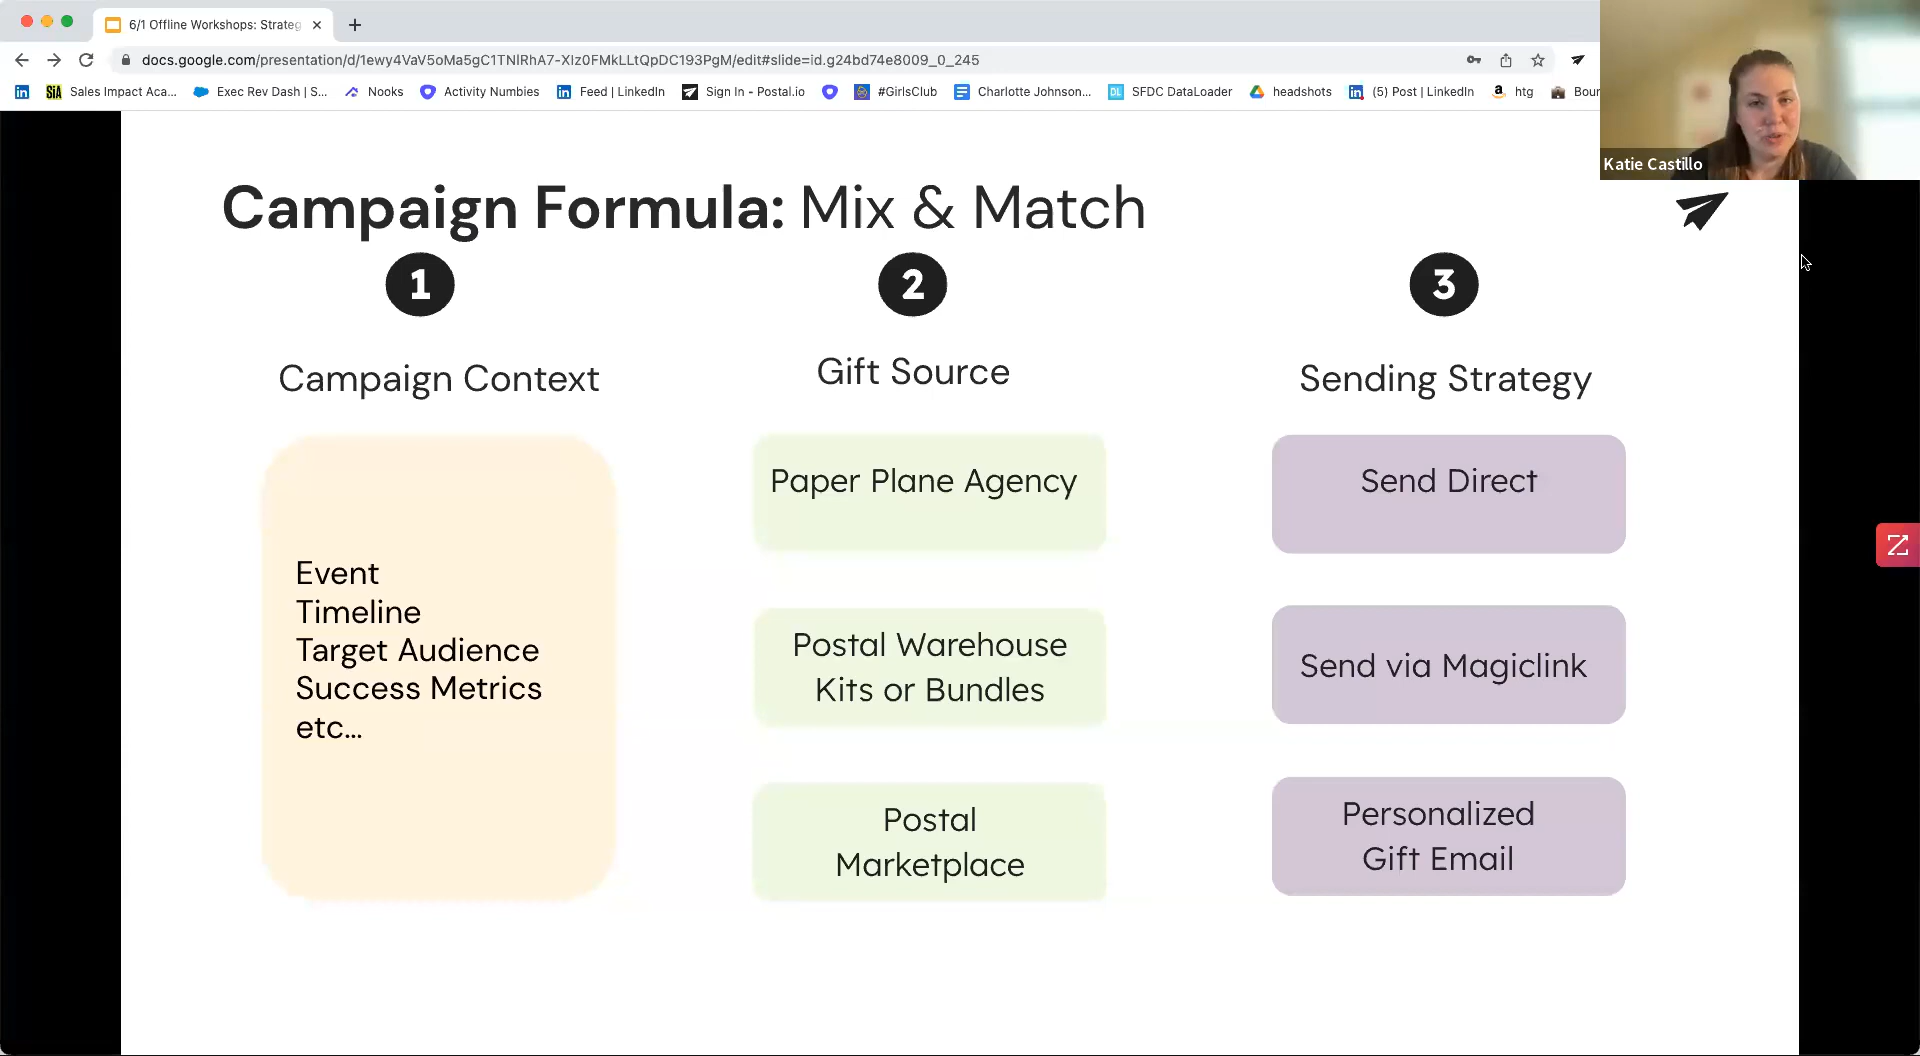 6/1 Offline Workshops: Strateg
docs.google.com/presentation/d/1ewy4VaV5oMa5gC1TNlRhA7-XIz0FMkLLtQpDC193PgM/edit#slide=id.g24bd74e8009_0_245
SiA Sales Impact Aca... Exec Rev Dash | S... Nooks Activity Numbies Feed | LinkedIn Sign In - Postal.io #GirlsClub Charlotte Johnson... DL SFDC DataLoader headshots (5) Post | LinkedIn htg Bour
Katie Castillo
Campaign Formula: Mix & Match
1
2
3
Campaign Context
Gift Source
Sending Strategy
Event
Timeline
Target Audience
Success Metrics
etc...
Paper Plane Agency
Postal Warehouse
Kits or Bundles
Postal
Marketplace
Send Direct
Send via Magiclink
Personalized
Gift Email